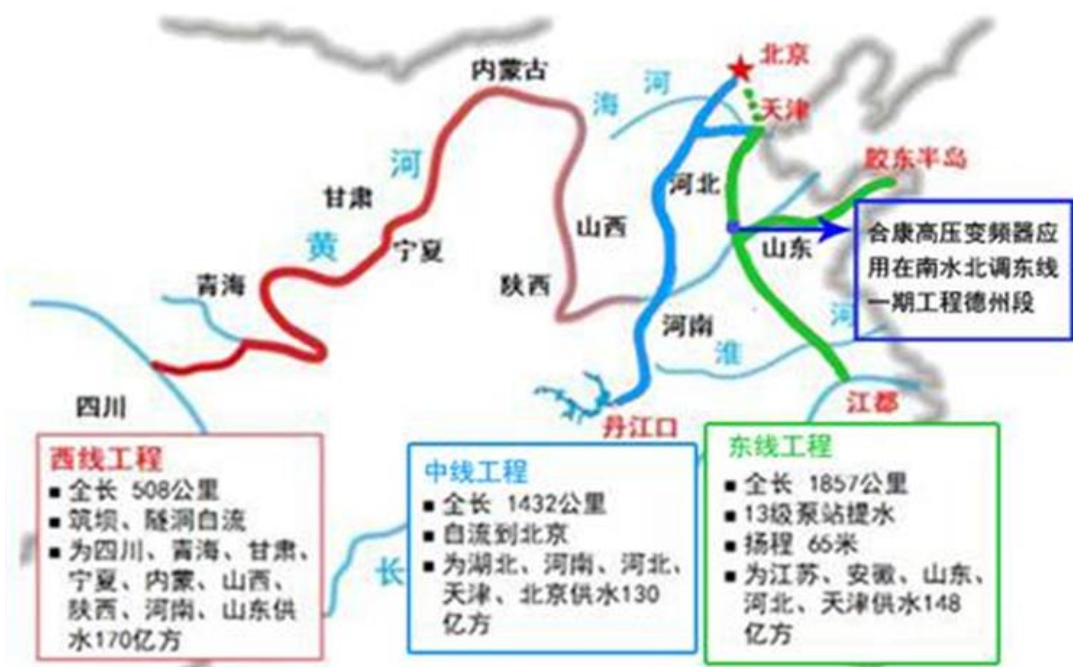 北京
内蒙古
海 河
天津
胶东半岛
河北
河
甘肃
黄
宁夏
山西
山东
合康高压变频器应
用在南水北调东线
一期工程德州段
青海
陕西
河南
淮
河
四川
丹江口
江都
西线工程
■ 全长 508公里
■ 筑坝、隧洞自流
■ 为四川、青海、甘肃、
宁夏、内蒙、山西、
陕西、河南、山东供
水170亿方
中线工程
■ 全长 1432公里
■ 自流到北京
■ 为湖北、河南、河北、
天津、北京供水130
亿方
东线工程
■ 全长 1857公里
■ 13级泵站提水
■ 扬程 65米
■ 为江苏、安徽、山东、
河北、天津供水148
亿方
长